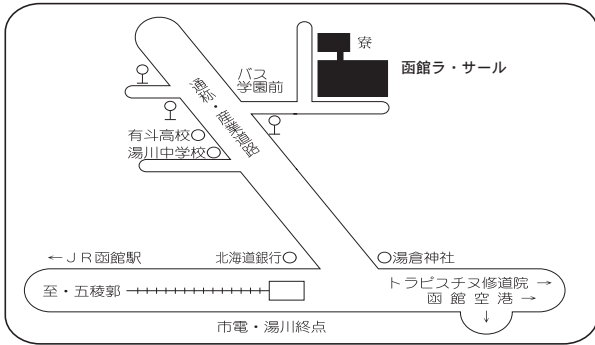 寮
函館ラ・サール
バス
学園前
通称・産業道路
有斗高校
湯川中学校
←ＪＲ函館駅
北海道銀行
湯倉神社
至・五稜郭
トラピスチヌ修道院 →
函館空港 →
↓
市電・湯川終点